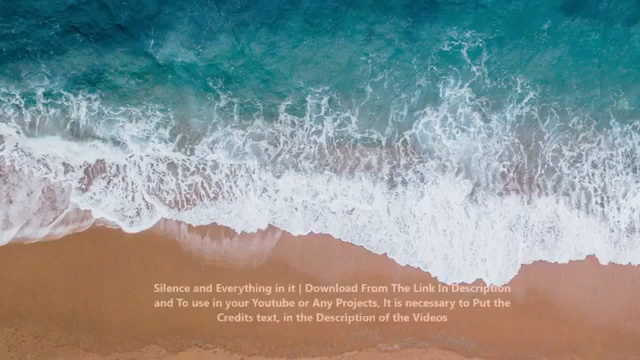 Silence and Everything in it | Download From The Link In Description
and To use in your Youtube or Any Projects, It is necessary to Put the
Credits text, in the Description of the Videos